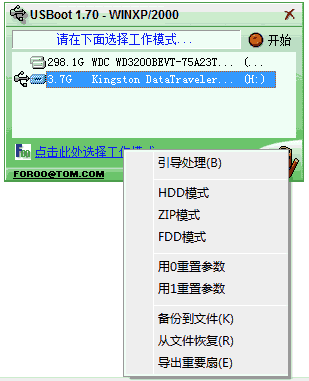 USBoot 1.70 - WINXP/2000
请在下面选择工作模式...
开始
298.1G WDC WD3200BEVT-75A23T... (...
3.7G Kingston DataTraveler... (H:)
点击此处选择工作模式
FOROO@TOM.COM
引导处理(B)
HDD模式
ZIP模式
FDD模式
用0重置参数
用1重置参数
备份到文件(K)
从文件恢复(R)
导出重要扇(E)